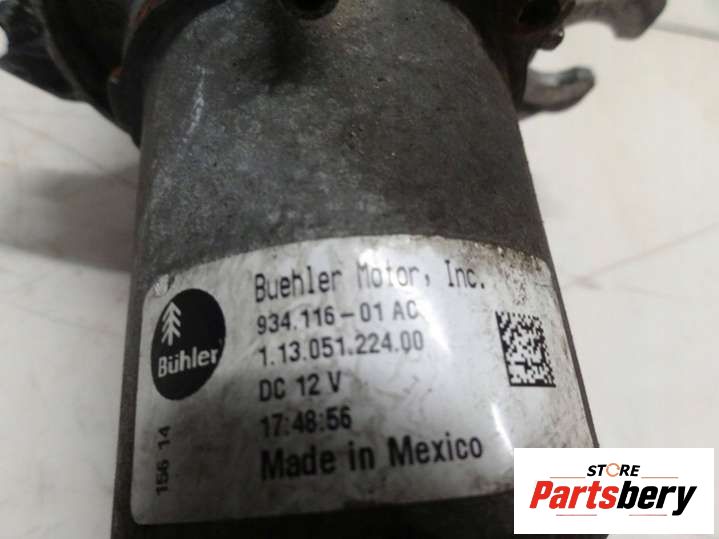 Buehler Motor, Inc.
934.116-01 AC
1.13.051.224.00
DC 12 V
17:48:56
Made in Mexico
Bühler
156 14
STORE
Partsbery